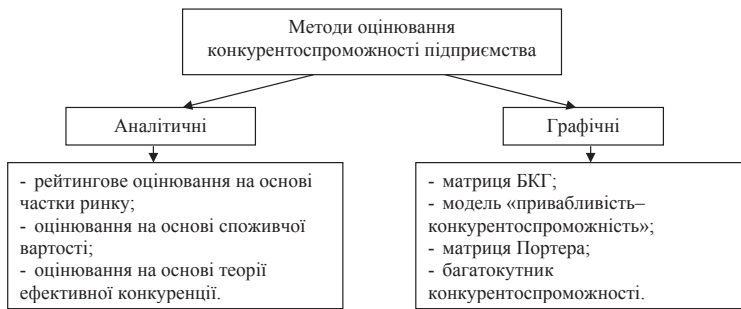 Методи оцінювання
конкурентоспроможності підприємства
Аналітичні
Графічні
- рейтингове оцінювання на основі
частки ринку;
- оцінювання на основі споживчої
вартості;
- оцінювання на основі теорії
ефективної конкуренції.
- матриця БКГ;
- модель «привабливість–
конкурентоспроможність»;
- матриця Портера;
- багатокутник
конкурентоспроможності.